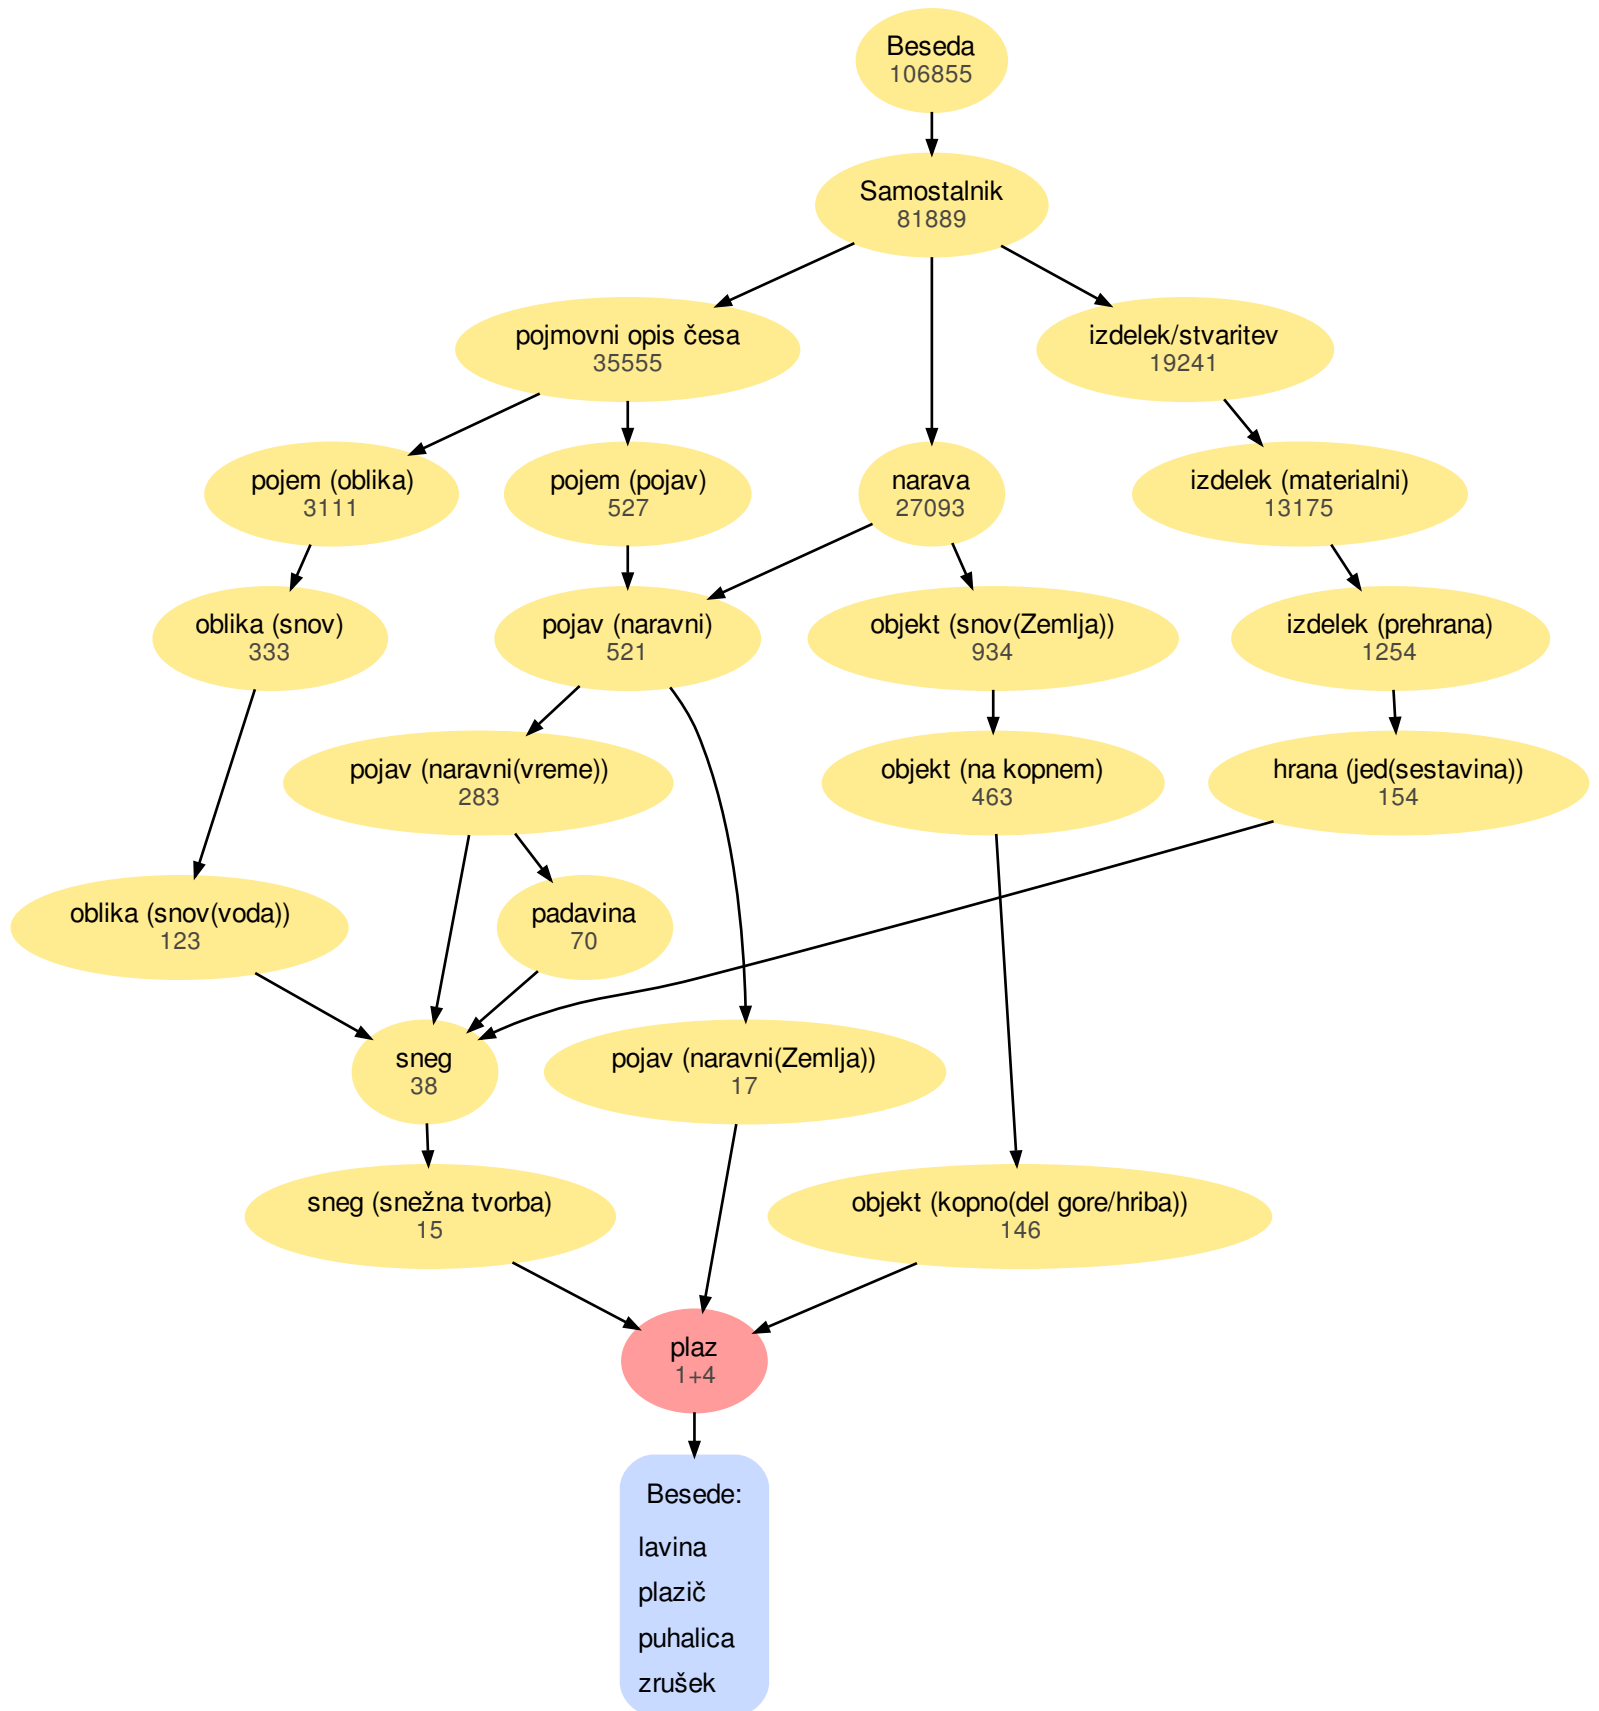 Beseda
106855
Samostalnik
81889
pojmovni opis česa
35555
izdelek/stvaritev
19241
pojem (oblika)
3111
pojem (pojav)
527
narava
27093
izdelek (materialni)
13175
oblika (snov)
333
pojav (naravni)
521
objekt (snov(Zemlja))
934
izdelek (prehrana)
1254
pojav (naravni(vreme))
283
objekt (na kopnem)
463
hrana (jed(sestavina))
154
oblika (snov(voda))
123
padavina
70
sneg
38
pojav (naravni(Zemlja))
17
sneg (snežna tvorba)
15
objekt (kopno(del gore/hriba))
146
plaz
1+4
Besede:
lavina
plazič
puhalica
zrušek